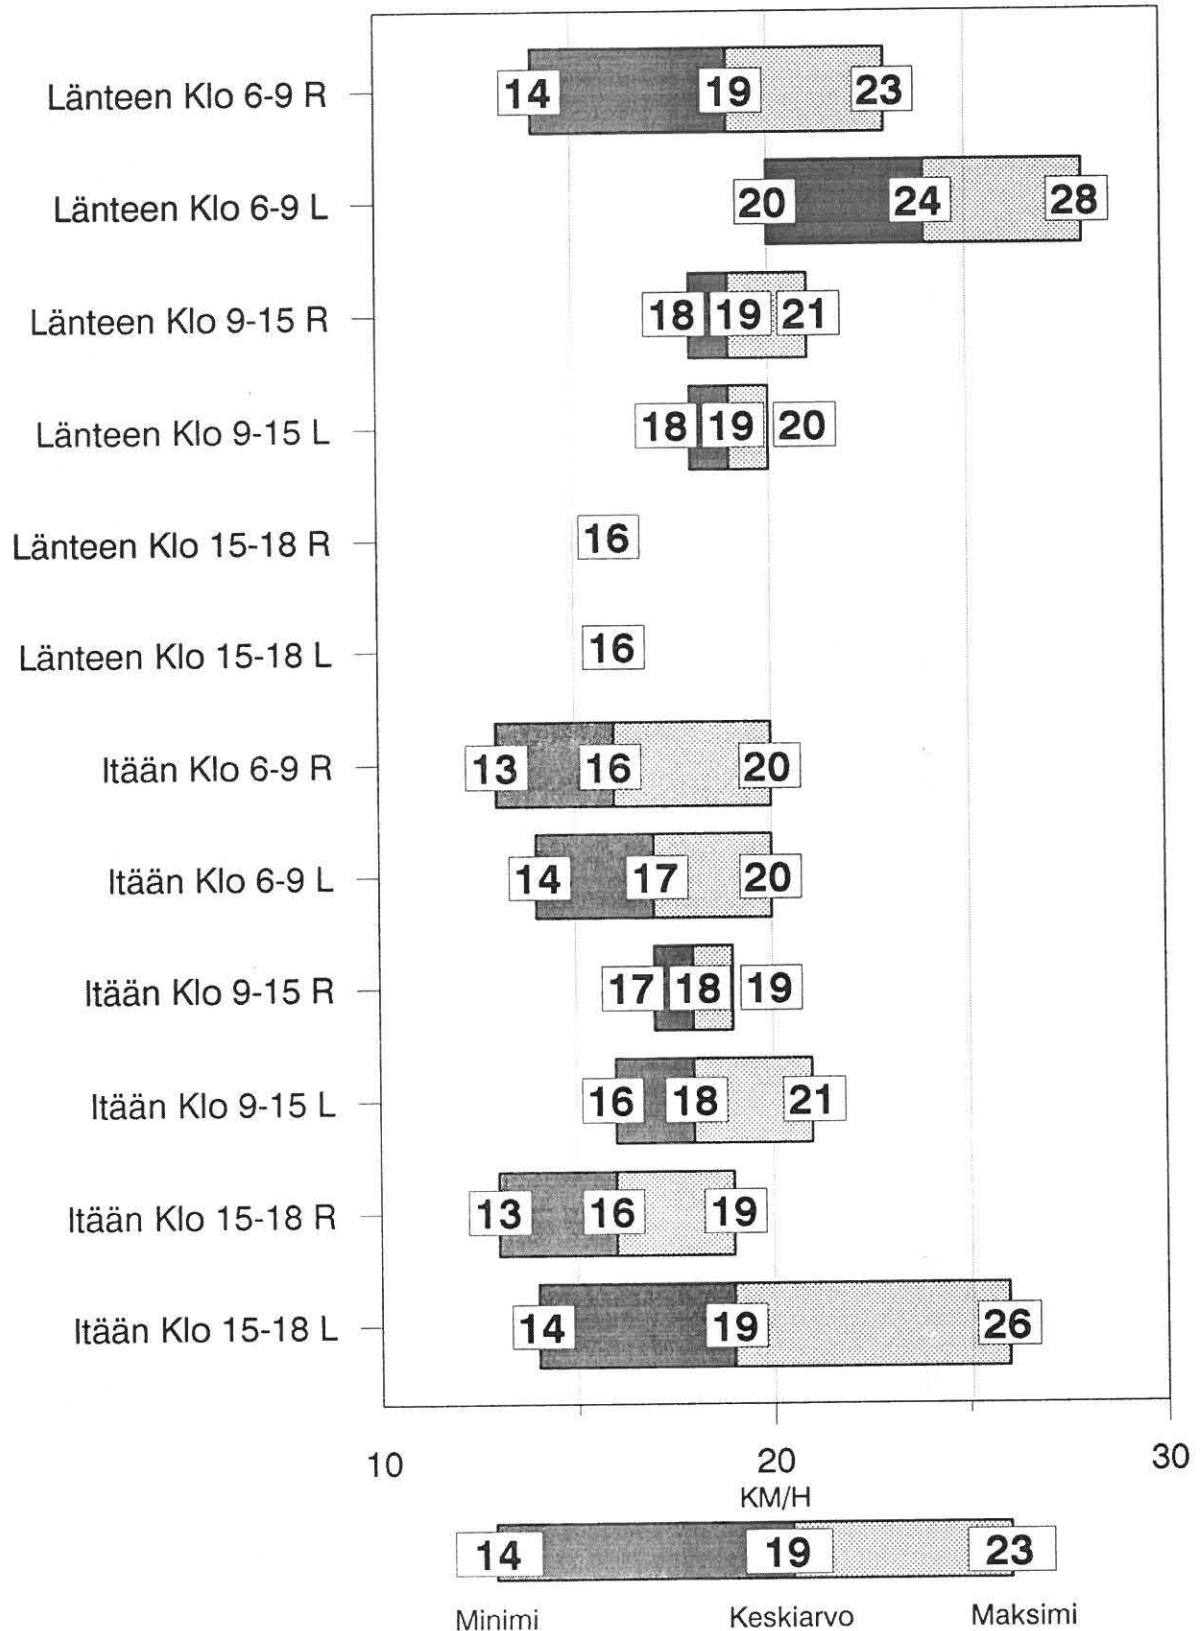 Länteen Klo 6-9 R 14 19 23
Länteen Klo 6-9 L 20 24 28
Länteen Klo 9-15 R 18 19 21
Länteen Klo 9-15 L 18 19 20
Länteen Klo 15-18 R 16
Länteen Klo 15-18 L 16
Itään Klo 6-9 R 13 16 20
Itään Klo 6-9 L 14 17 20
Itään Klo 9-15 R 17 18 19
Itään Klo 9-15 L 16 18 21
Itään Klo 15-18 R 13 16 19
Itään Klo 15-18 L 14 19 26
10 20 30
KM/H
14 19 23
Minimi Keskiarvo Maksimi